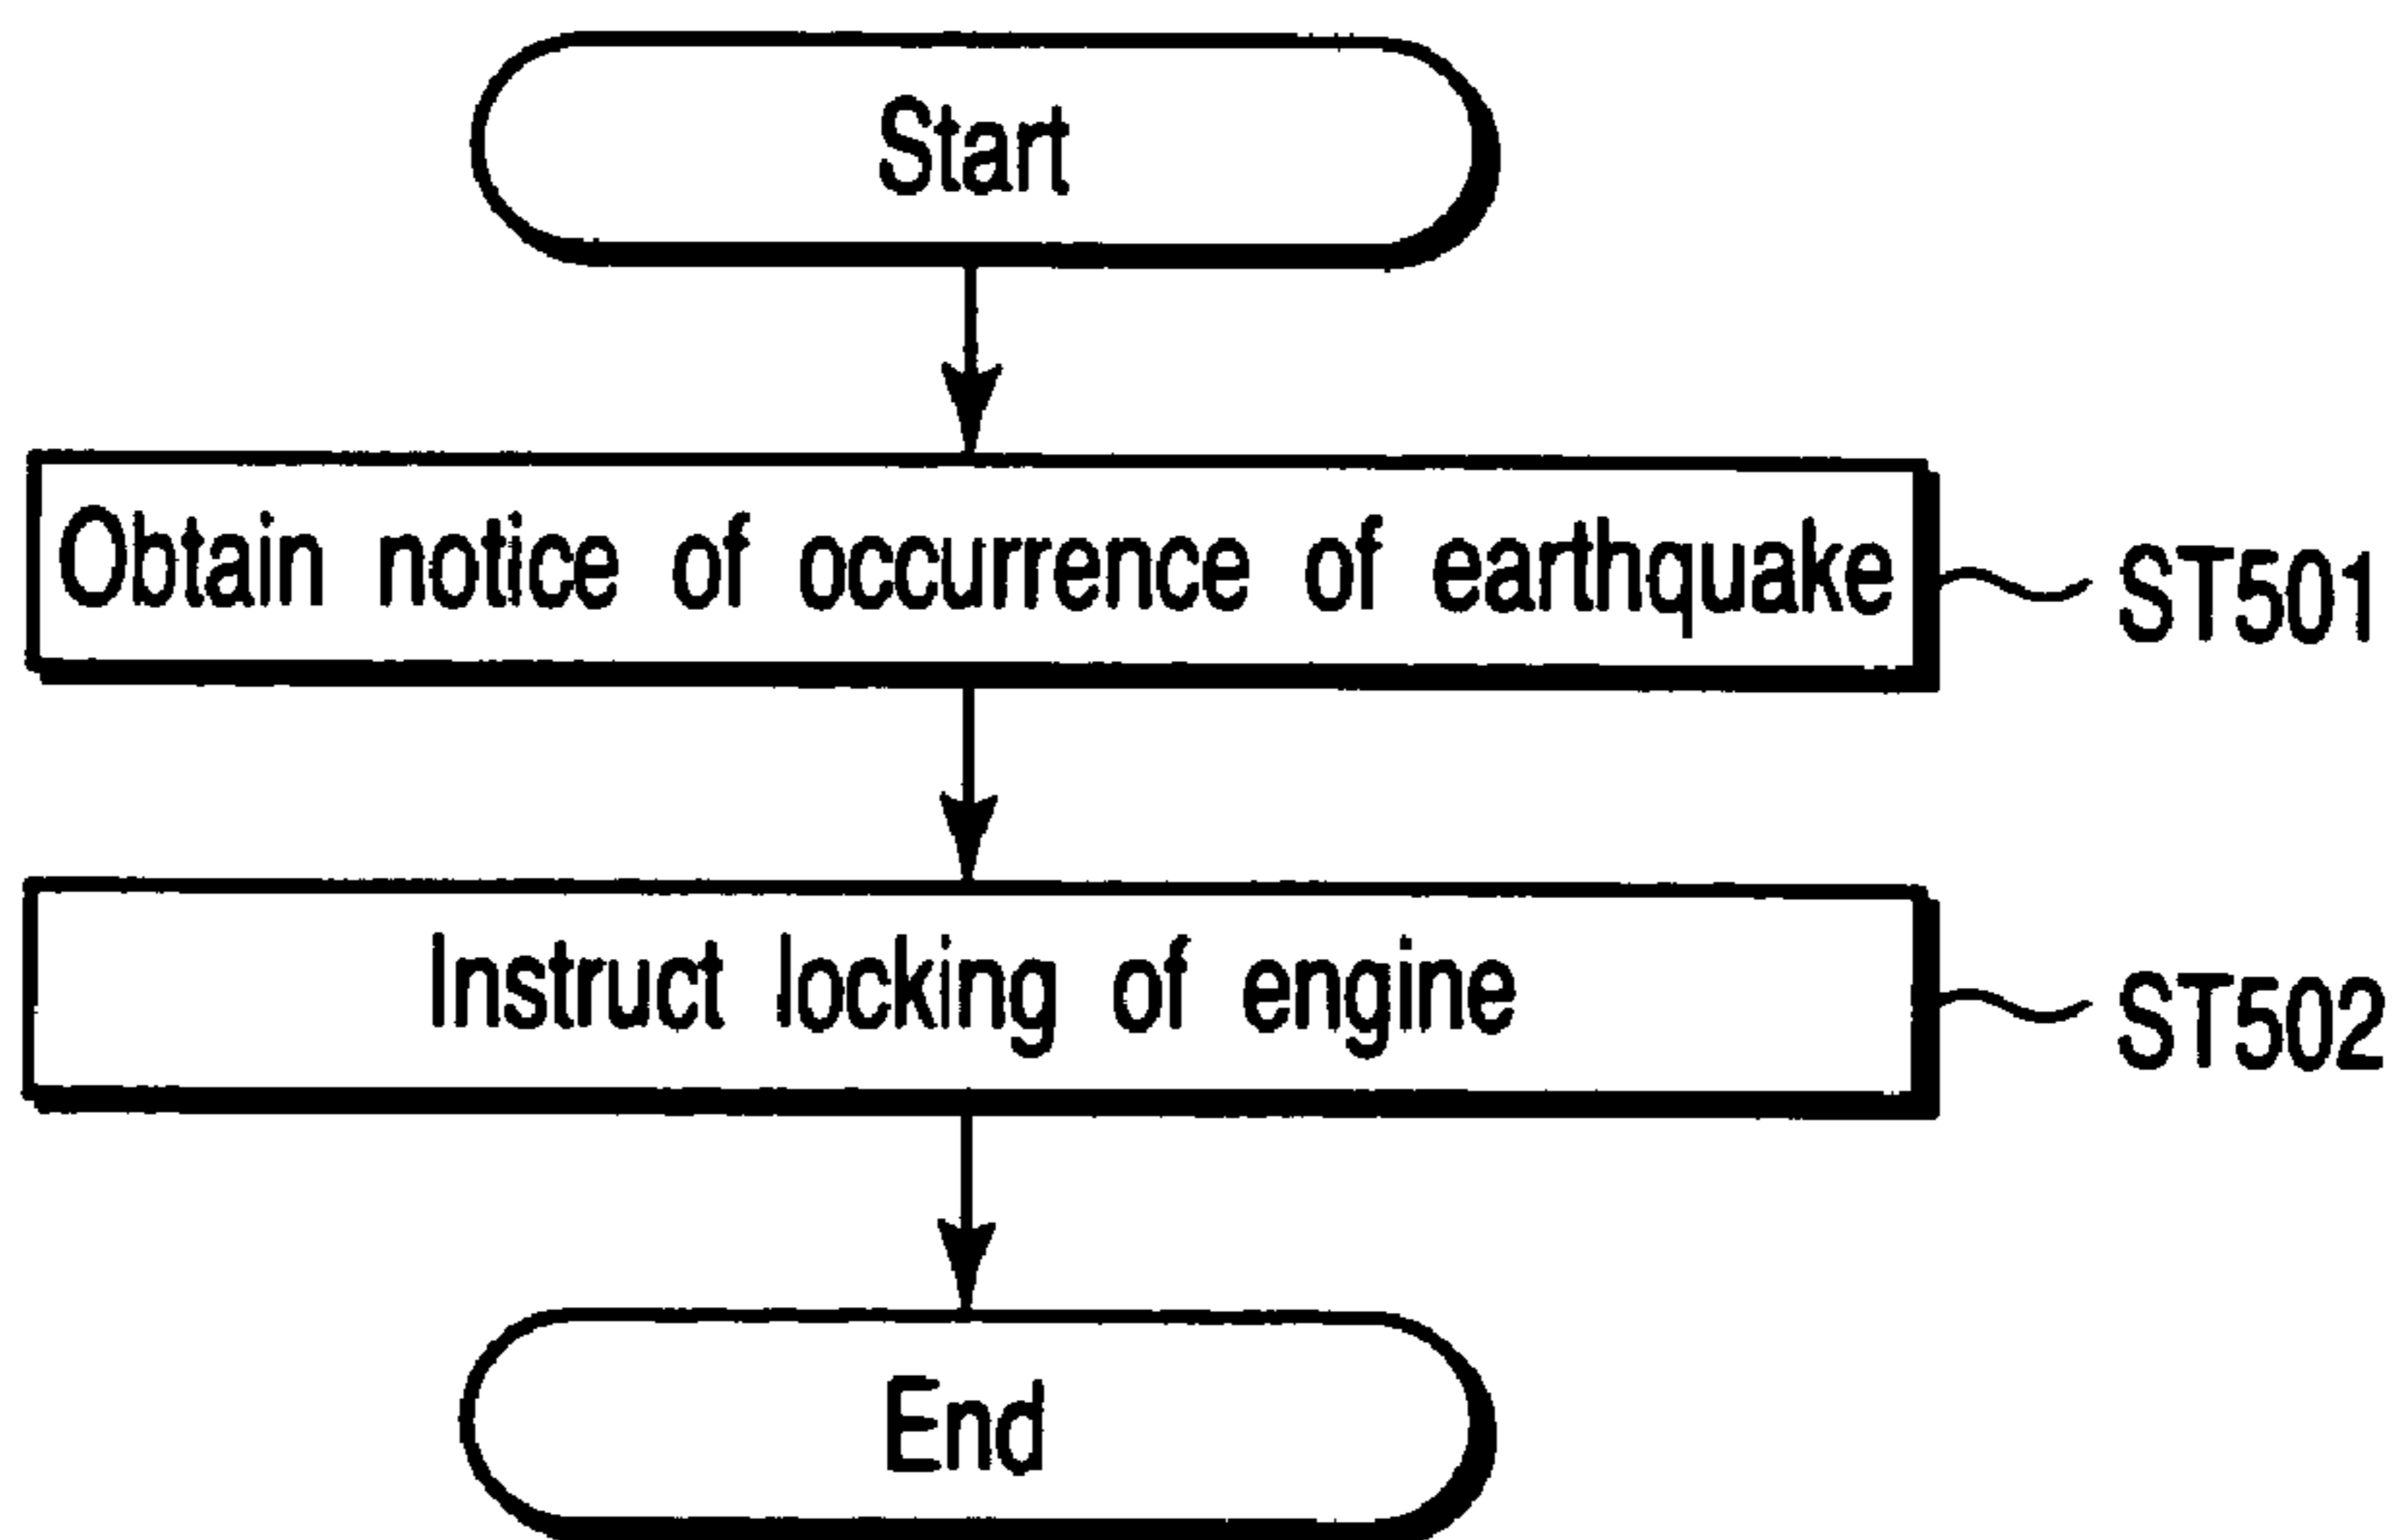 Start
Obtain notice of occurrence of earthquake
ST501
Instruct locking of engine
ST502
End